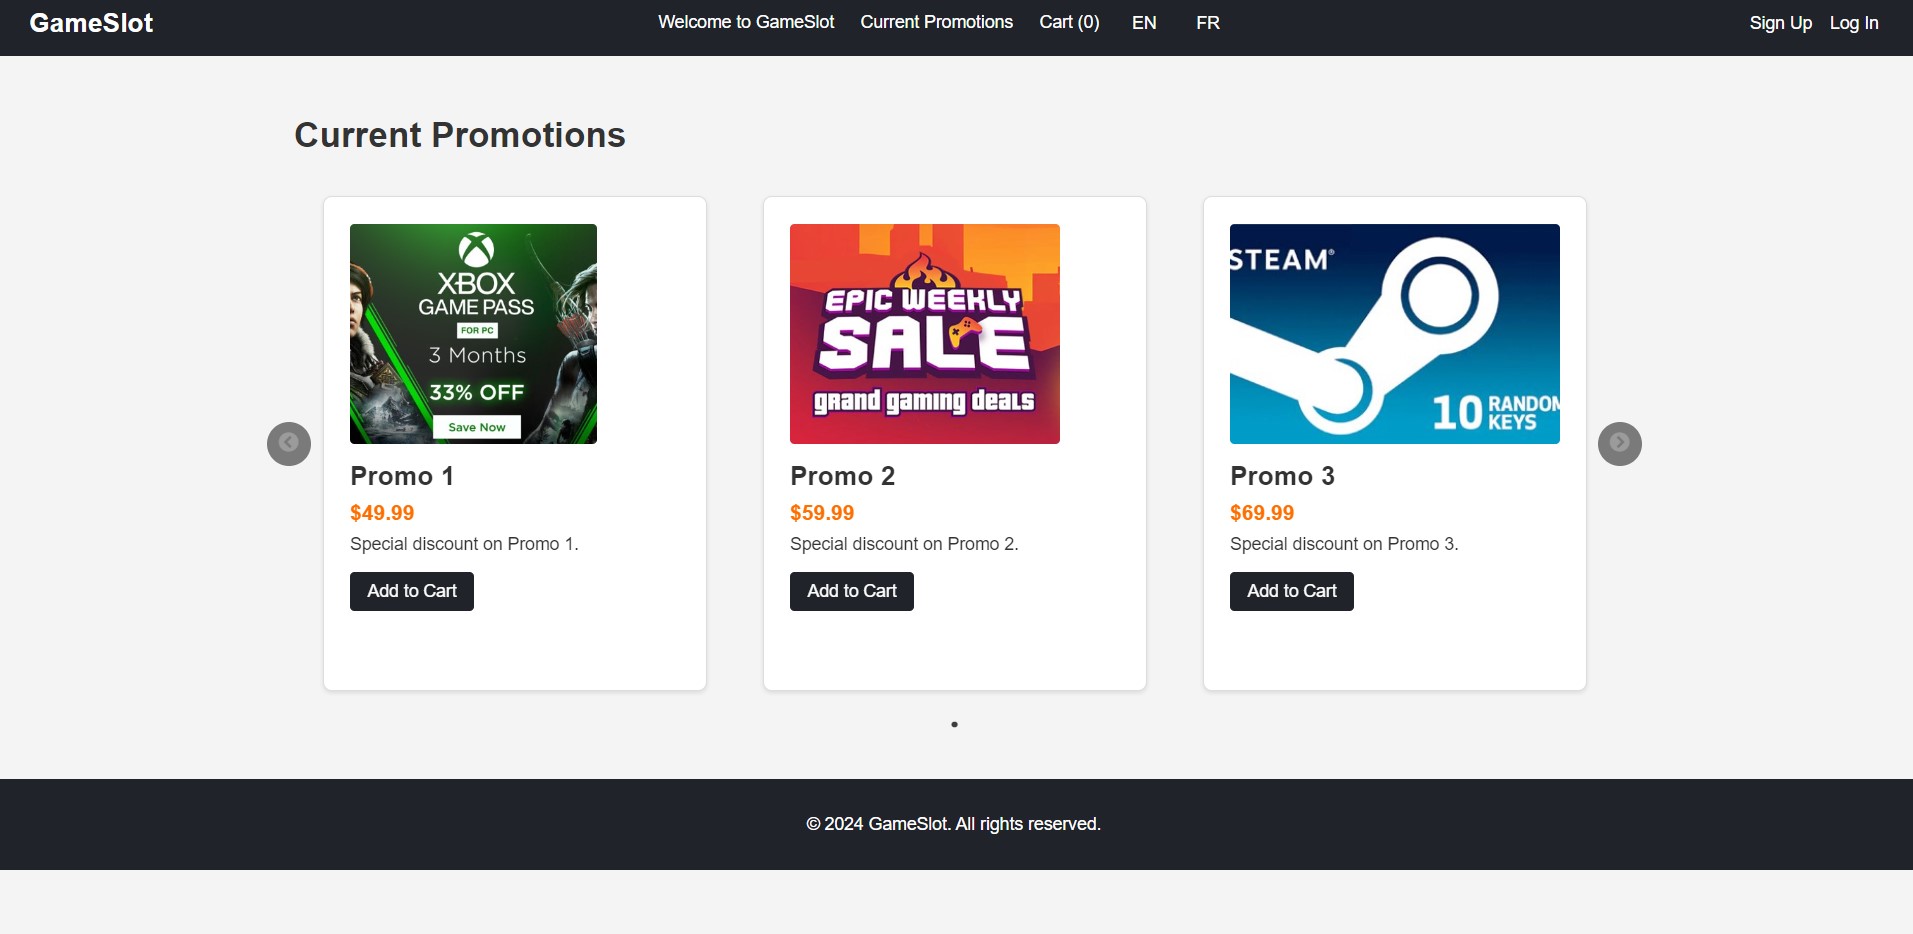 GameSlot
Welcome to GameSlot
Current Promotions
Cart (0)
EN
FR
Sign Up
Log In
Current Promotions
XBOX
GAME PASS
FOR PC
3 Months
33% OFF
Save Now
Promo 1
$49.99
Special discount on Promo 1.
Add to Cart
EPIC WEEKLY
SALE
grand gaming deals
Promo 2
$59.99
Special discount on Promo 2.
Add to Cart
STEAM®
10 RANDOM
KEYS
Promo 3
$69.99
Special discount on Promo 3.
Add to Cart
© 2024 GameSlot. All rights reserved.